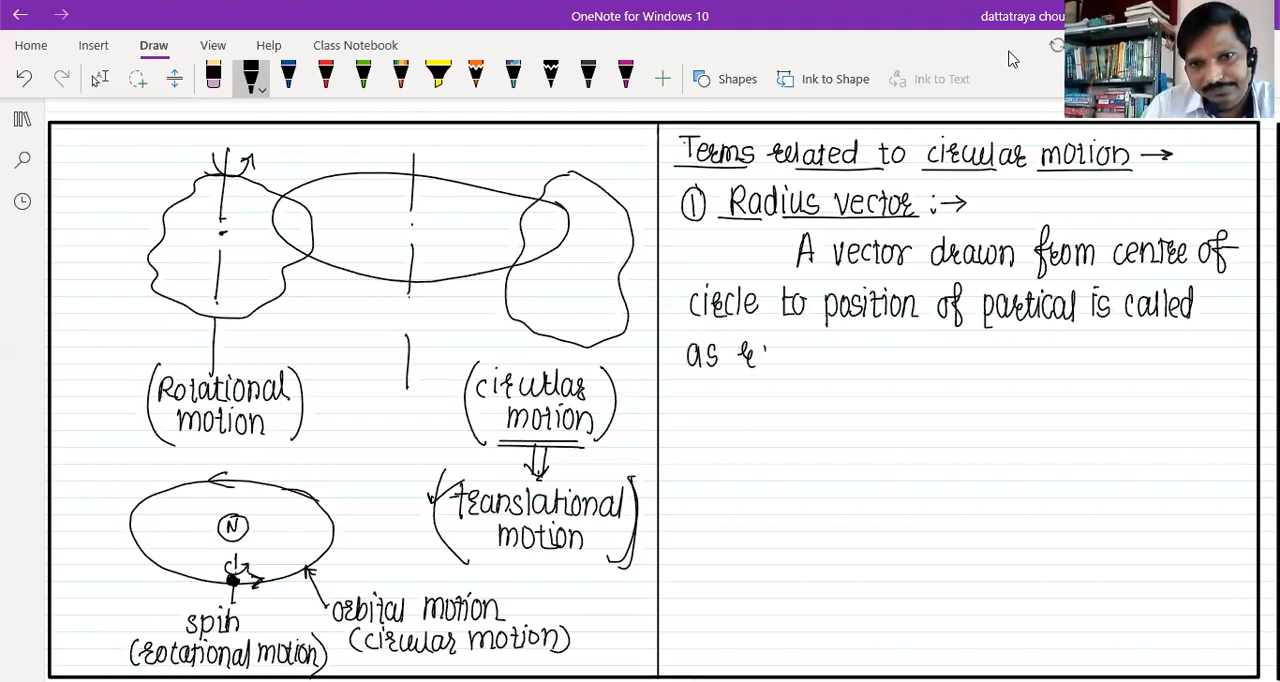 OneNote for Windows 10
dattatraya chou
Home Insert Draw View Help Class Notebook
Shapes Ink to Shape Ink to Text
(Rotational
motion)
(circutlar
motion)
(translational
motion)
N
spin
(rotational motion)
orbital motion
(circular motion)
Terms related to circular motion →
① Radius vector :→
A vector drawn from centre of
circle to position of partical is called
as r